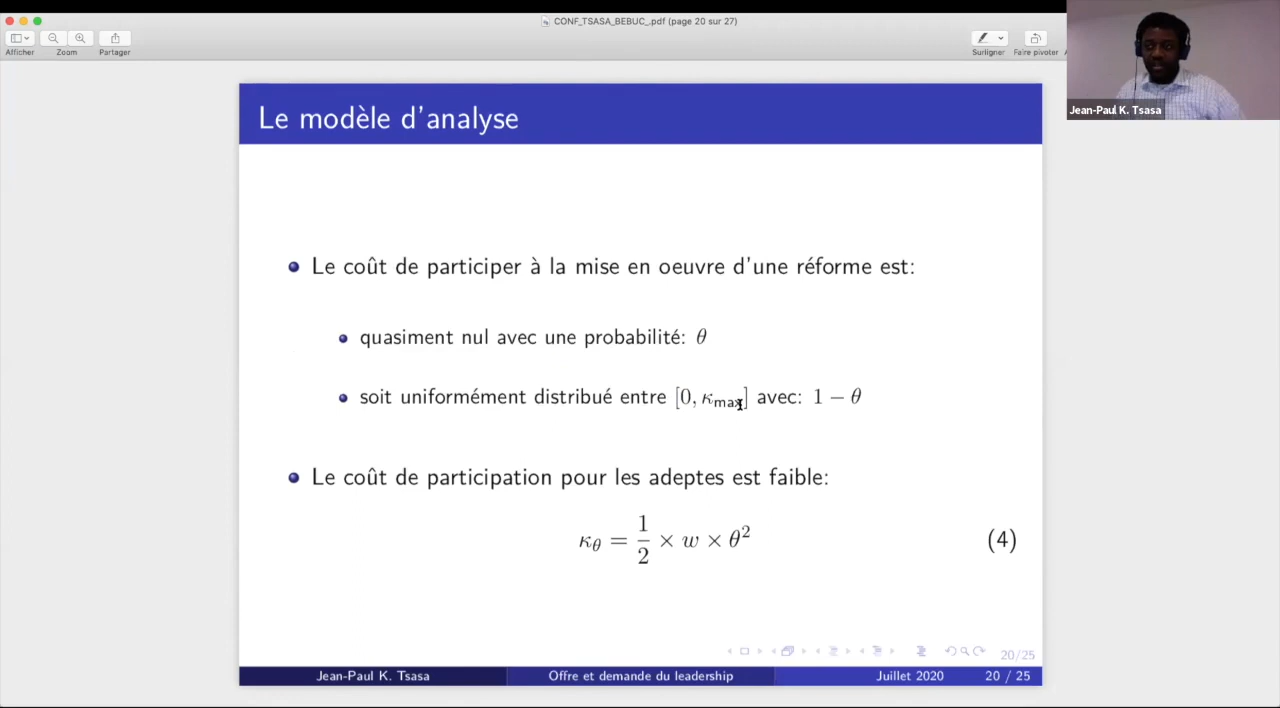 CONF_TSASA_BEBUC_.pdf (page 20 sur 27)
Afficher
Zoom
Partager
Surligner
Faire pivoter
Jean-Paul K. Tsasa
Le modèle d'analyse
Le coût de participer à la mise en oeuvre d'une réforme est:
quasiment nul avec une probabilité: θ
soit uniformément distribué entre [0, κmax] avec: 1 − θ
Le coût de participation pour les adeptes est faible:
κθ = 1/2 × w × θ² (4)
20/25
Jean-Paul K. Tsasa Offre et demande du leadership Juillet 2020 20 / 25